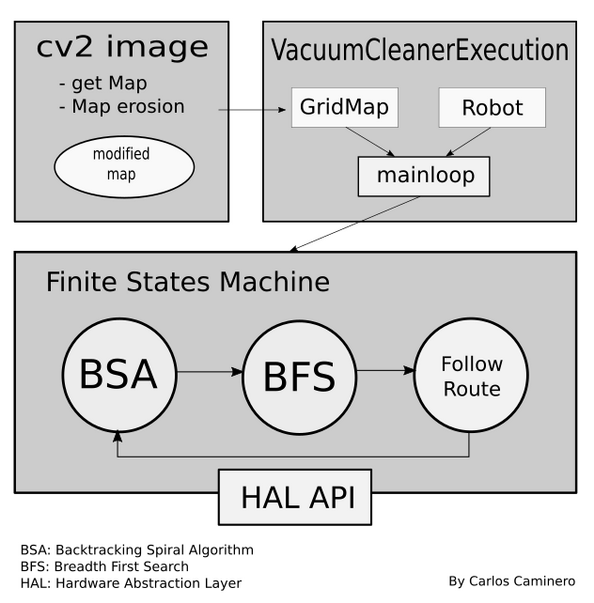 cv2 image
- get Map
- Map erosion
modified
map
VacuumCleanerExecution
GridMap
Robot
mainloop
Finite States Machine
BSA
BFS
Follow
Route
HAL API
BSA: Backtracking Spiral Algorithm
BFS: Breadth First Search
HAL: Hardware Abstraction Layer
By Carlos Caminero